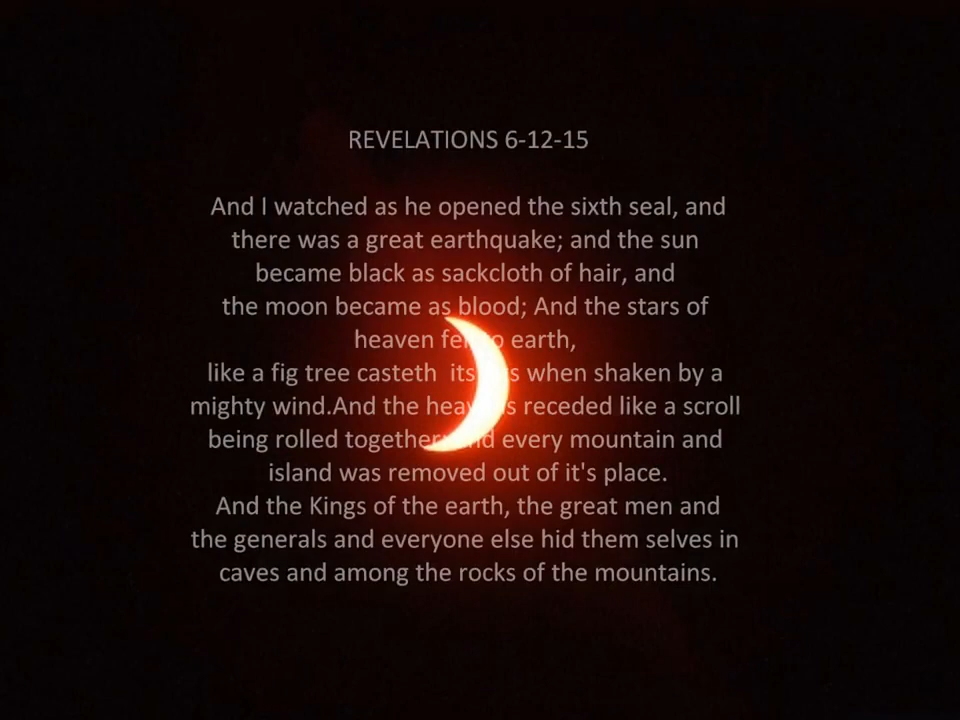 REVELATIONS 6-12-15
And I watched as he opened the sixth seal, and
there was a great earthquake; and the sun
became black as sackcloth of hair, and
the moon became as blood; And the stars of
heaven to earth,
like a fig tree casteth its when shaken by a
mighty wind.And the heavens receded like a scroll
being rolled together; and every mountain and
island was removed out of it's place.
And the Kings of the earth, the great men and
the generals and everyone else hid them selves in
caves and among the rocks of the mountains.